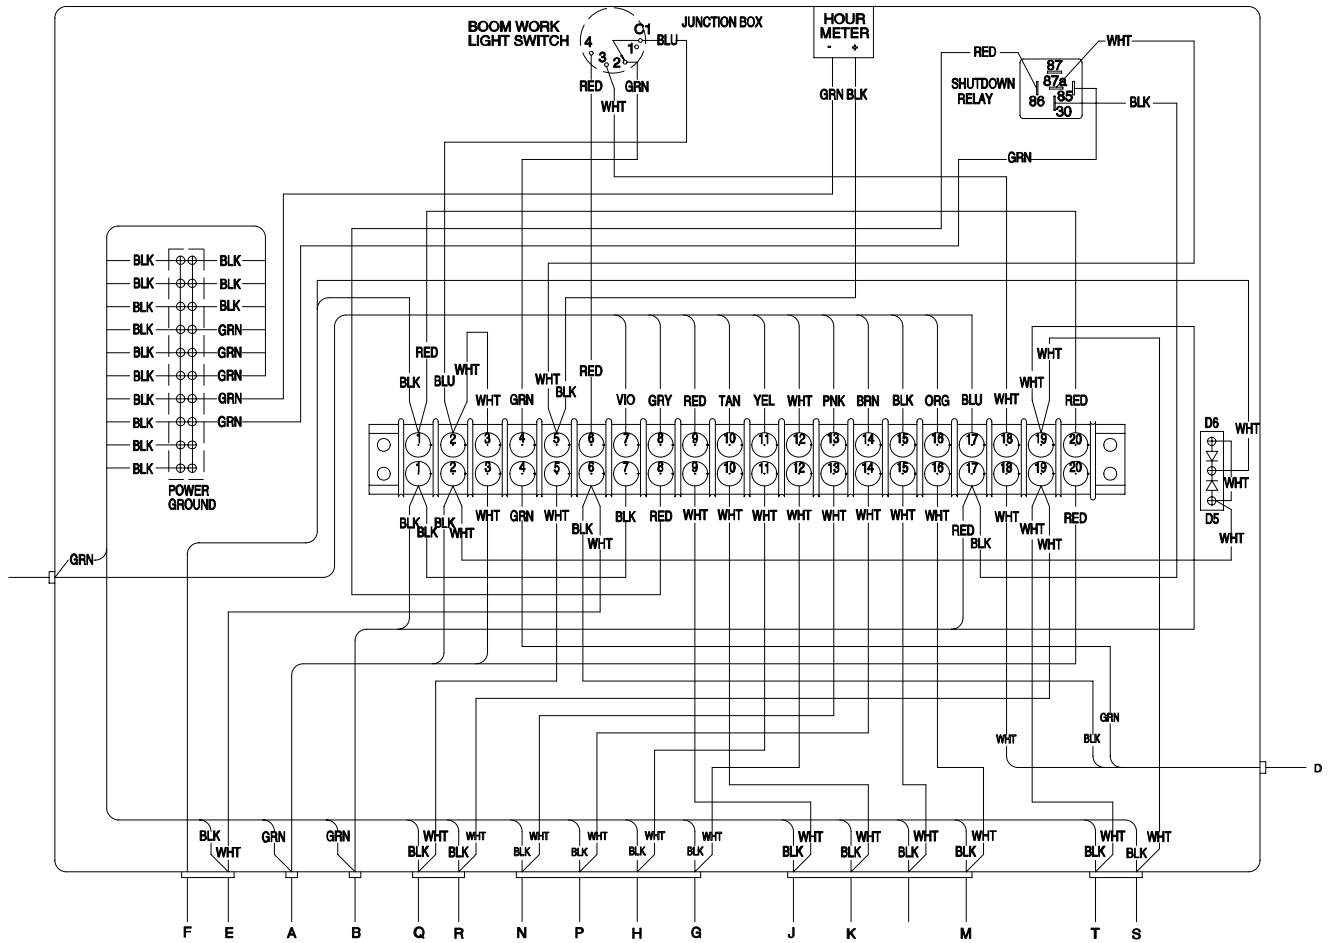 BOOM WORK
LIGHT SWITCH
4
3
2
1
C1
JUNCTION BOX
BLU
RED
WHT
GRN
HOUR
METER
- +
GRN BLK
RED
WHT
SHUTDOWN
RELAY
87
87a
86
85
30
BLK
GRN
BLK BLK
BLK BLK
BLK BLK
BLK GRN
BLK GRN
BLK GRN
BLK GRN
BLK GRN
BLK
BLK
POWER
GROUND
RED
BLK
BLU
WHT
WHT
GRN
WHT
BLK
RED
VIO GRY RED TAN YEL WHT PNK BRN BLK ORG BLU WHT
WHT
WHT
RED
1 2 3 4 5 6 7 8 9 10 11 12 13 14 15 16 17 18 19 20
1 2 3 4 5 6 7 8 9 10 11 12 13 14 15 16 17 18 19 20
D6
WHT
WHT
D5
WHT
BLK
BLK
BLK
WHT
WHT GRN WHT
BLK
WHT
BLK RED WHT WHT WHT WHT WHT WHT WHT WHT
RED
BLK
WHT
WHT
WHT
RED
GRN
GRN
WHT
BLK
D
BLK
WHT
GRN
GRN
WHT
BLK
WHT
BLK
WHT
BLK
WHT
BLK
WHT
BLK
WHT
BLK
WHT
BLK
WHT
BLK
WHT
BLK
WHT
BLK
WHT
BLK
WHT
BLK
F E A B Q R N P H G J K I M T S